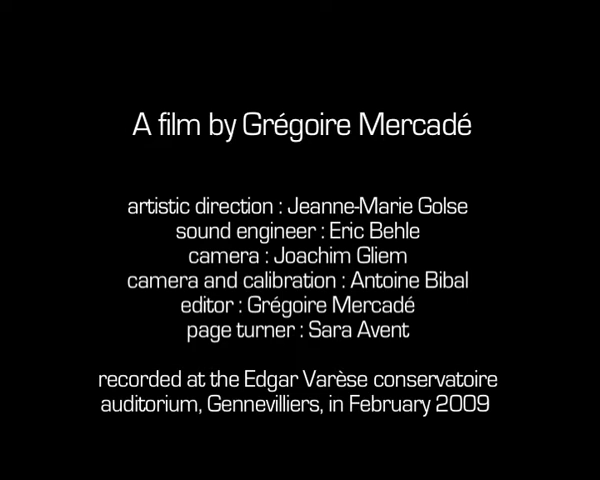 A film by Grégoire Mercadé
artistic direction : Jeanne-Marie Golse
sound engineer : Eric Behle
camera : Joachim Gliem
camera and calibration : Antoine Bibal
editor : Grégoire Mercadé
page turner : Sara Avent
recorded at the Edgar Varèse conservatoire
auditorium, Gennevilliers, in February 2009